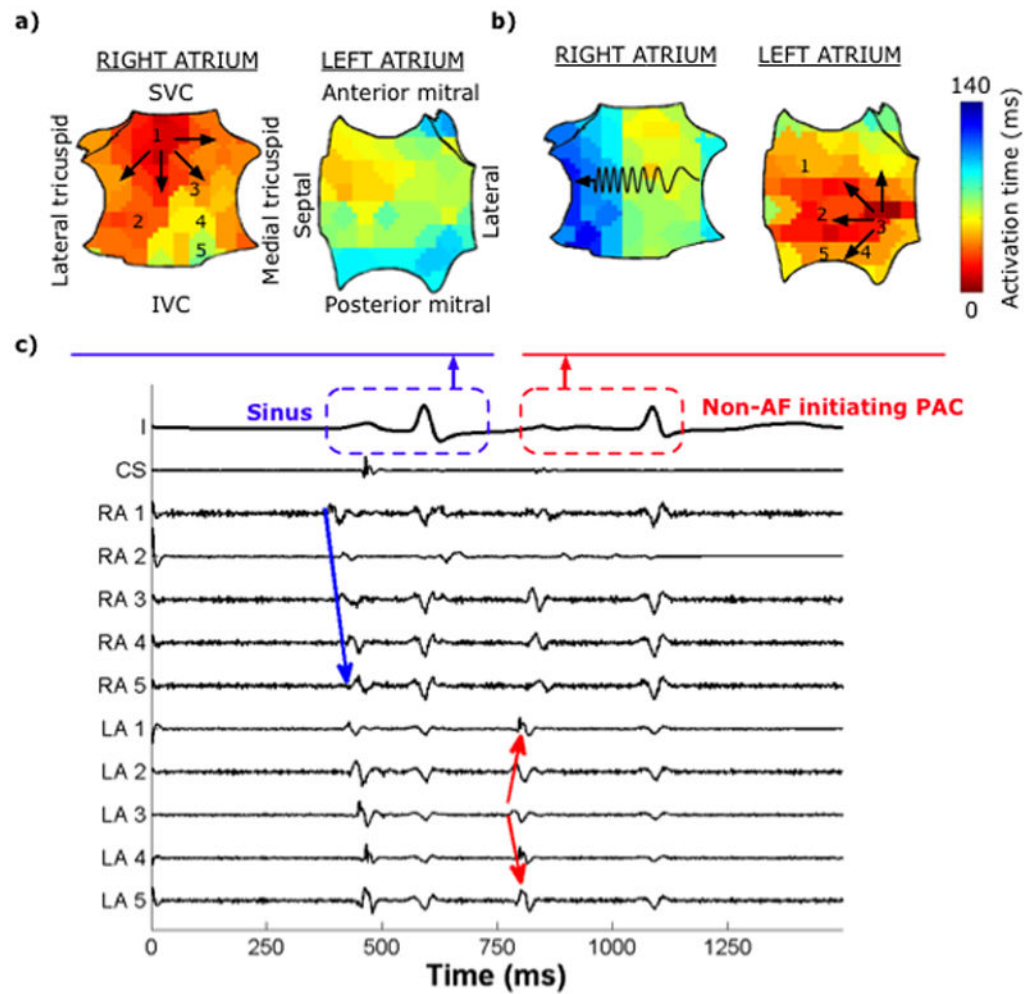 a)
b)
RIGHT ATRIUM
LEFT ATRIUM
RIGHT ATRIUM
LEFT ATRIUM
SVC
Anterior mitral
Lateral tricuspid
Medial tricuspid
Septal
Lateral
IVC
Posterior mitral
1
2
3
4
5
1
2
3
4
5
140
0
Activation time (ms)
c)
Sinus
Non-AF initiating PAC
I
CS
RA 1
RA 2
RA 3
RA 4
RA 5
LA 1
LA 2
LA 3
LA 4
LA 5
0 250 500 750 1000 1250
Time (ms)